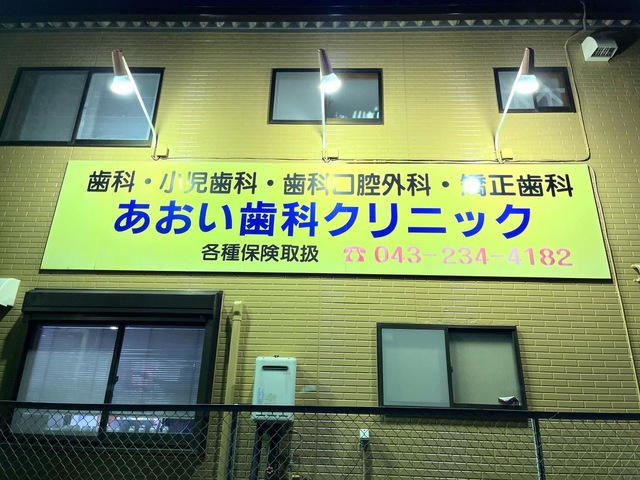 歯科・小児歯科・歯科口腔外科・矯正歯科
あおい歯科クリニック
各種保険取扱 ☎ 043-234-4182